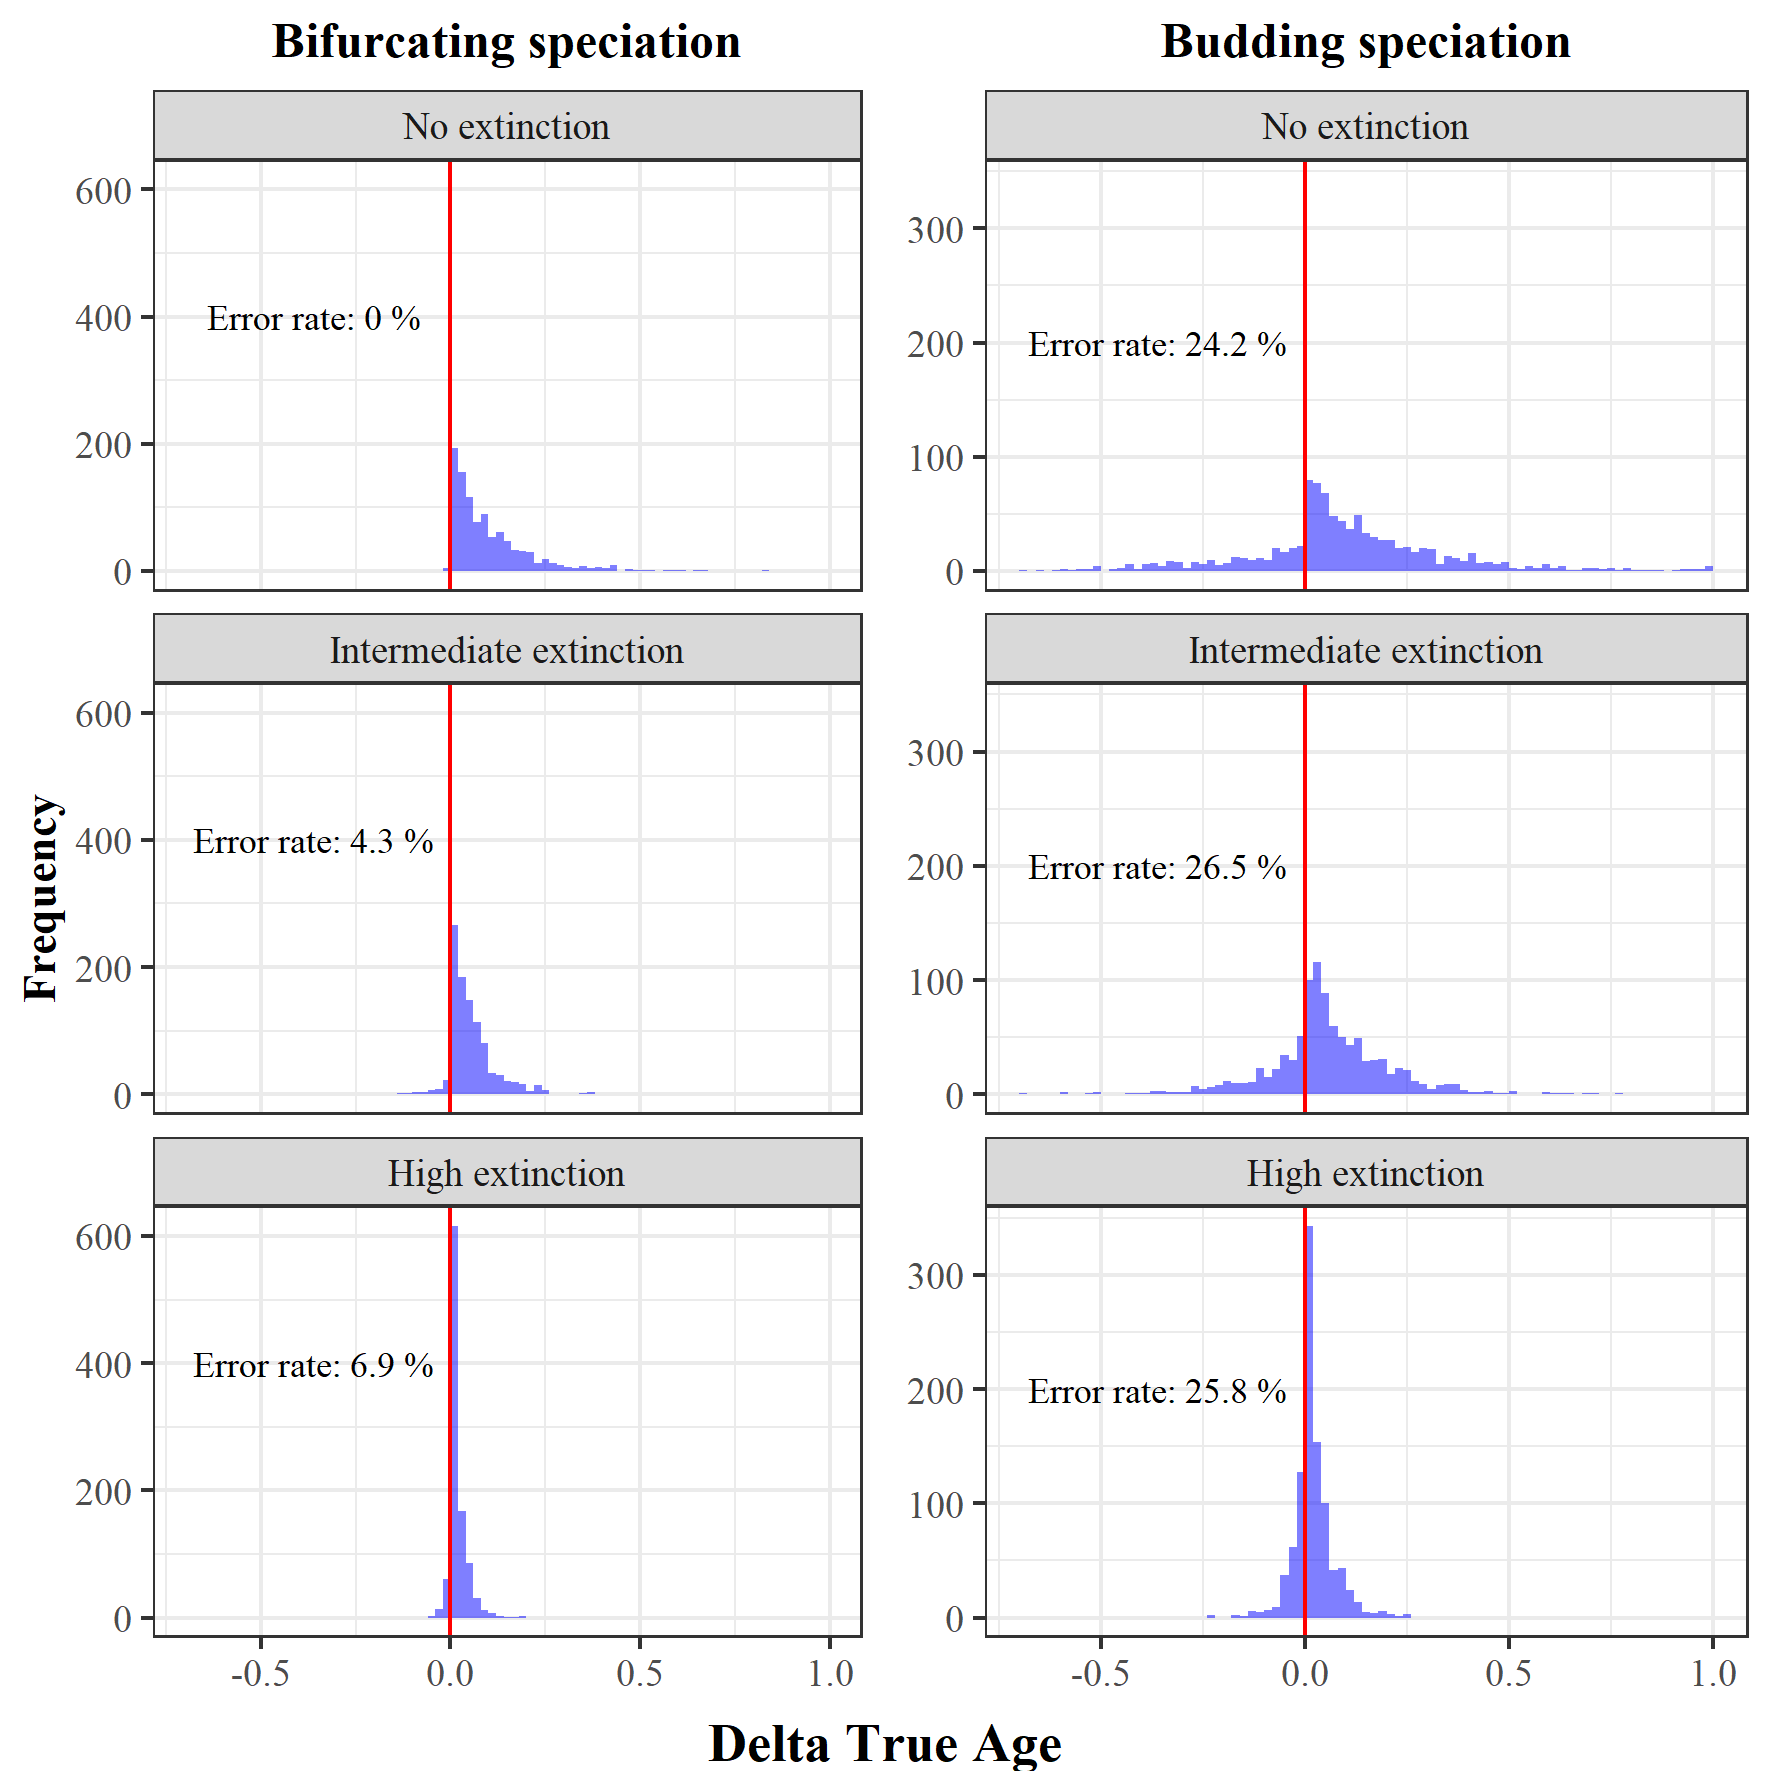 Bifurcating speciation
Budding speciation
No extinction
600
400
200
0
Error rate: 0 %
No extinction
300
200
100
0
Error rate: 24.2 %
Intermediate extinction
600
400
200
0
Error rate: 4.3 %
Intermediate extinction
300
200
100
0
Error rate: 26.5 %
High extinction
600
400
200
0
Error rate: 6.9 %
-0.5 0.0 0.5 1.0
High extinction
300
200
100
0
Error rate: 25.8 %
-0.5 0.0 0.5 1.0
Frequency
Delta True Age